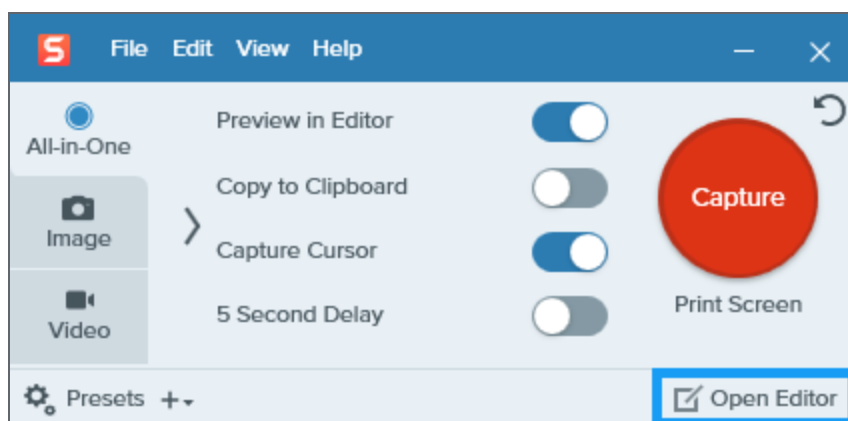 S File Edit View Help
All-in-One
Preview in Editor
Copy to Clipboard
Capture
Image
Capture Cursor
Video
5 Second Delay
Print Screen
Presets
Open Editor